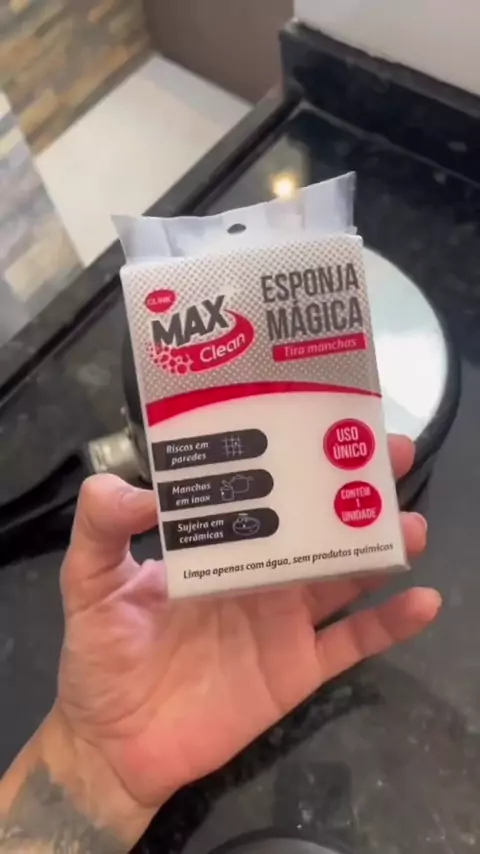 CLINK
MAX
Clean
ESPONJA
MÁGICA
Tira manchas
Riscos em
paredes
Manchas
em inox
Sujeira em
cerâmicas
USO
ÚNICO
CONTÉM
1
UNIDADE
Limpa apenas com água, sem produtos químicos